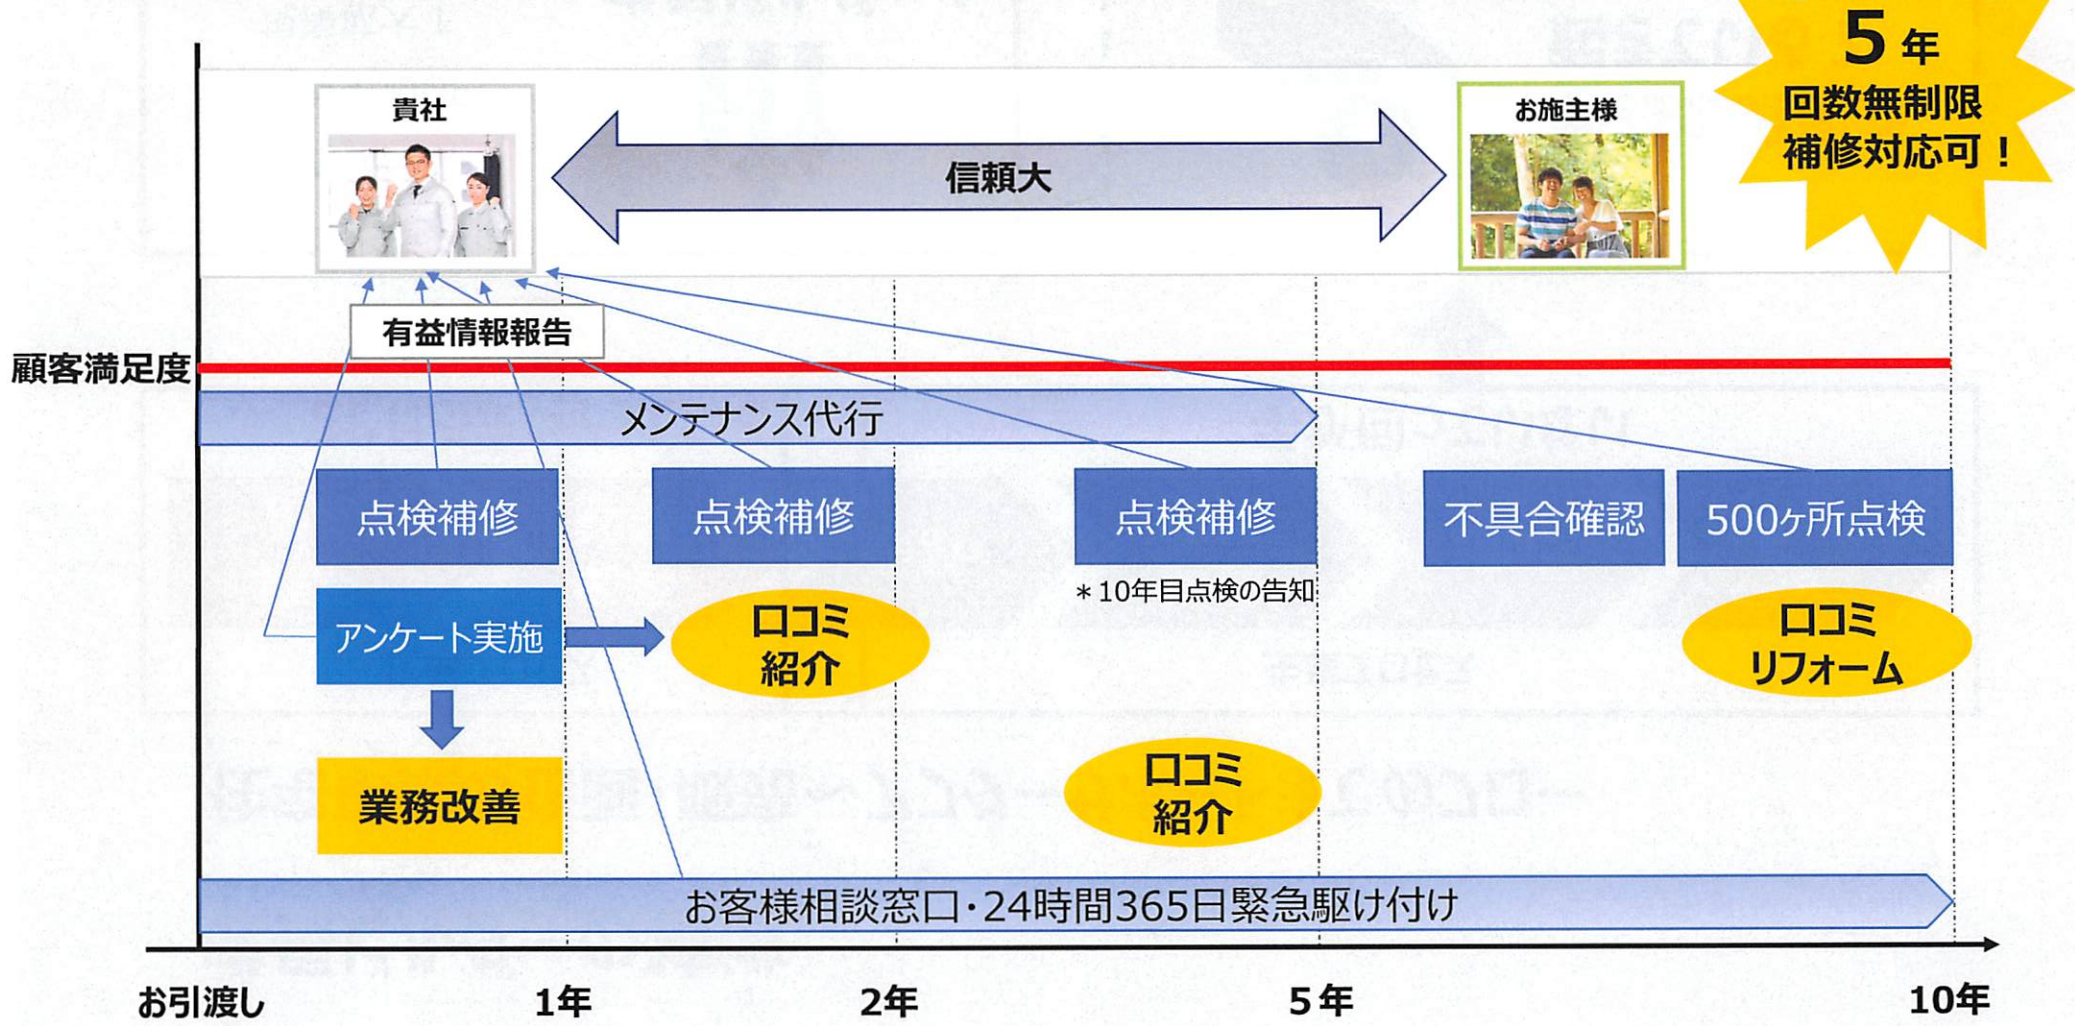 5年
回数無制限
補修対応可！
貴社
信頼大
お施主様
有益情報報告
顧客満足度
メンテナンス代行
点検補修
点検補修
点検補修
不具合確認
500ヶ所点検
＊10年目点検の告知
アンケート実施
口コミ
紹介
口コミ
リフォーム
業務改善
口コミ
紹介
お客様相談窓口・24時間365日緊急駆け付け
お引渡し
1年
2年
5年
10年